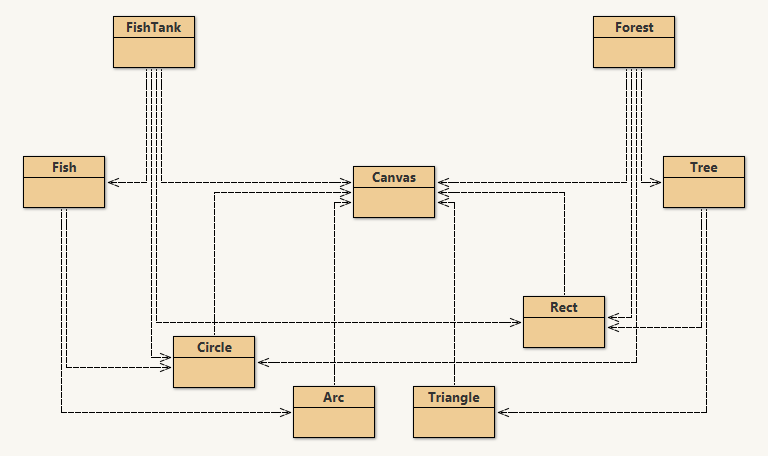 FishTank
Forest
Fish
Canvas
Tree
Rect
Circle
Arc
Triangle